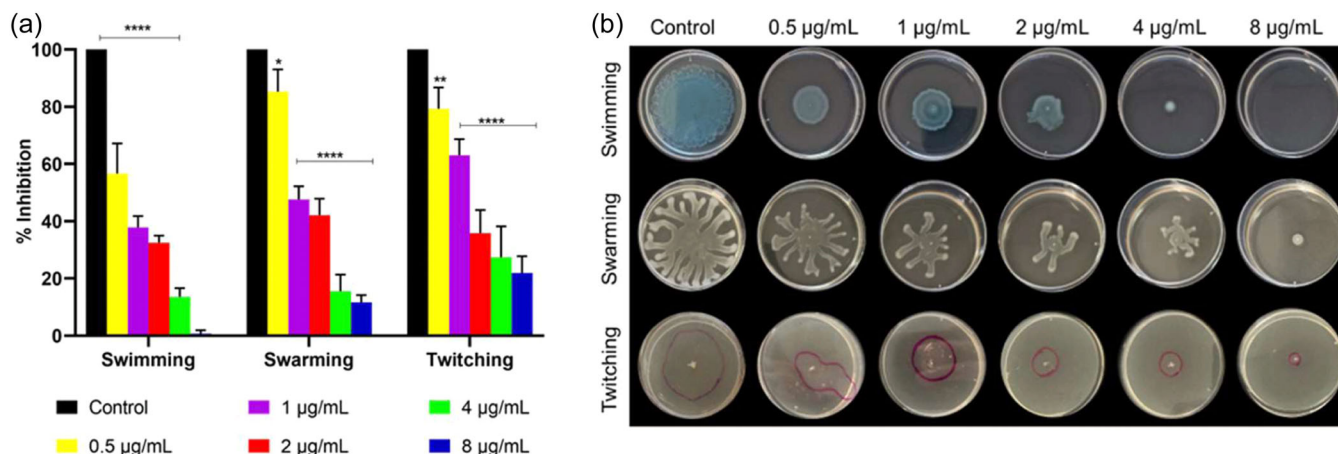 (a)
****
*
****
**
****
% Inhibition
100
80
60
40
20
0
Swimming Swarming Twitching
Control 1 µg/mL 4 µg/mL
0.5 µg/mL 2 µg/mL 8 µg/mL
(b)
Control 0.5 µg/mL 1 µg/mL 2 µg/mL 4 µg/mL 8 µg/mL
Swimming
Swarming
Twitching